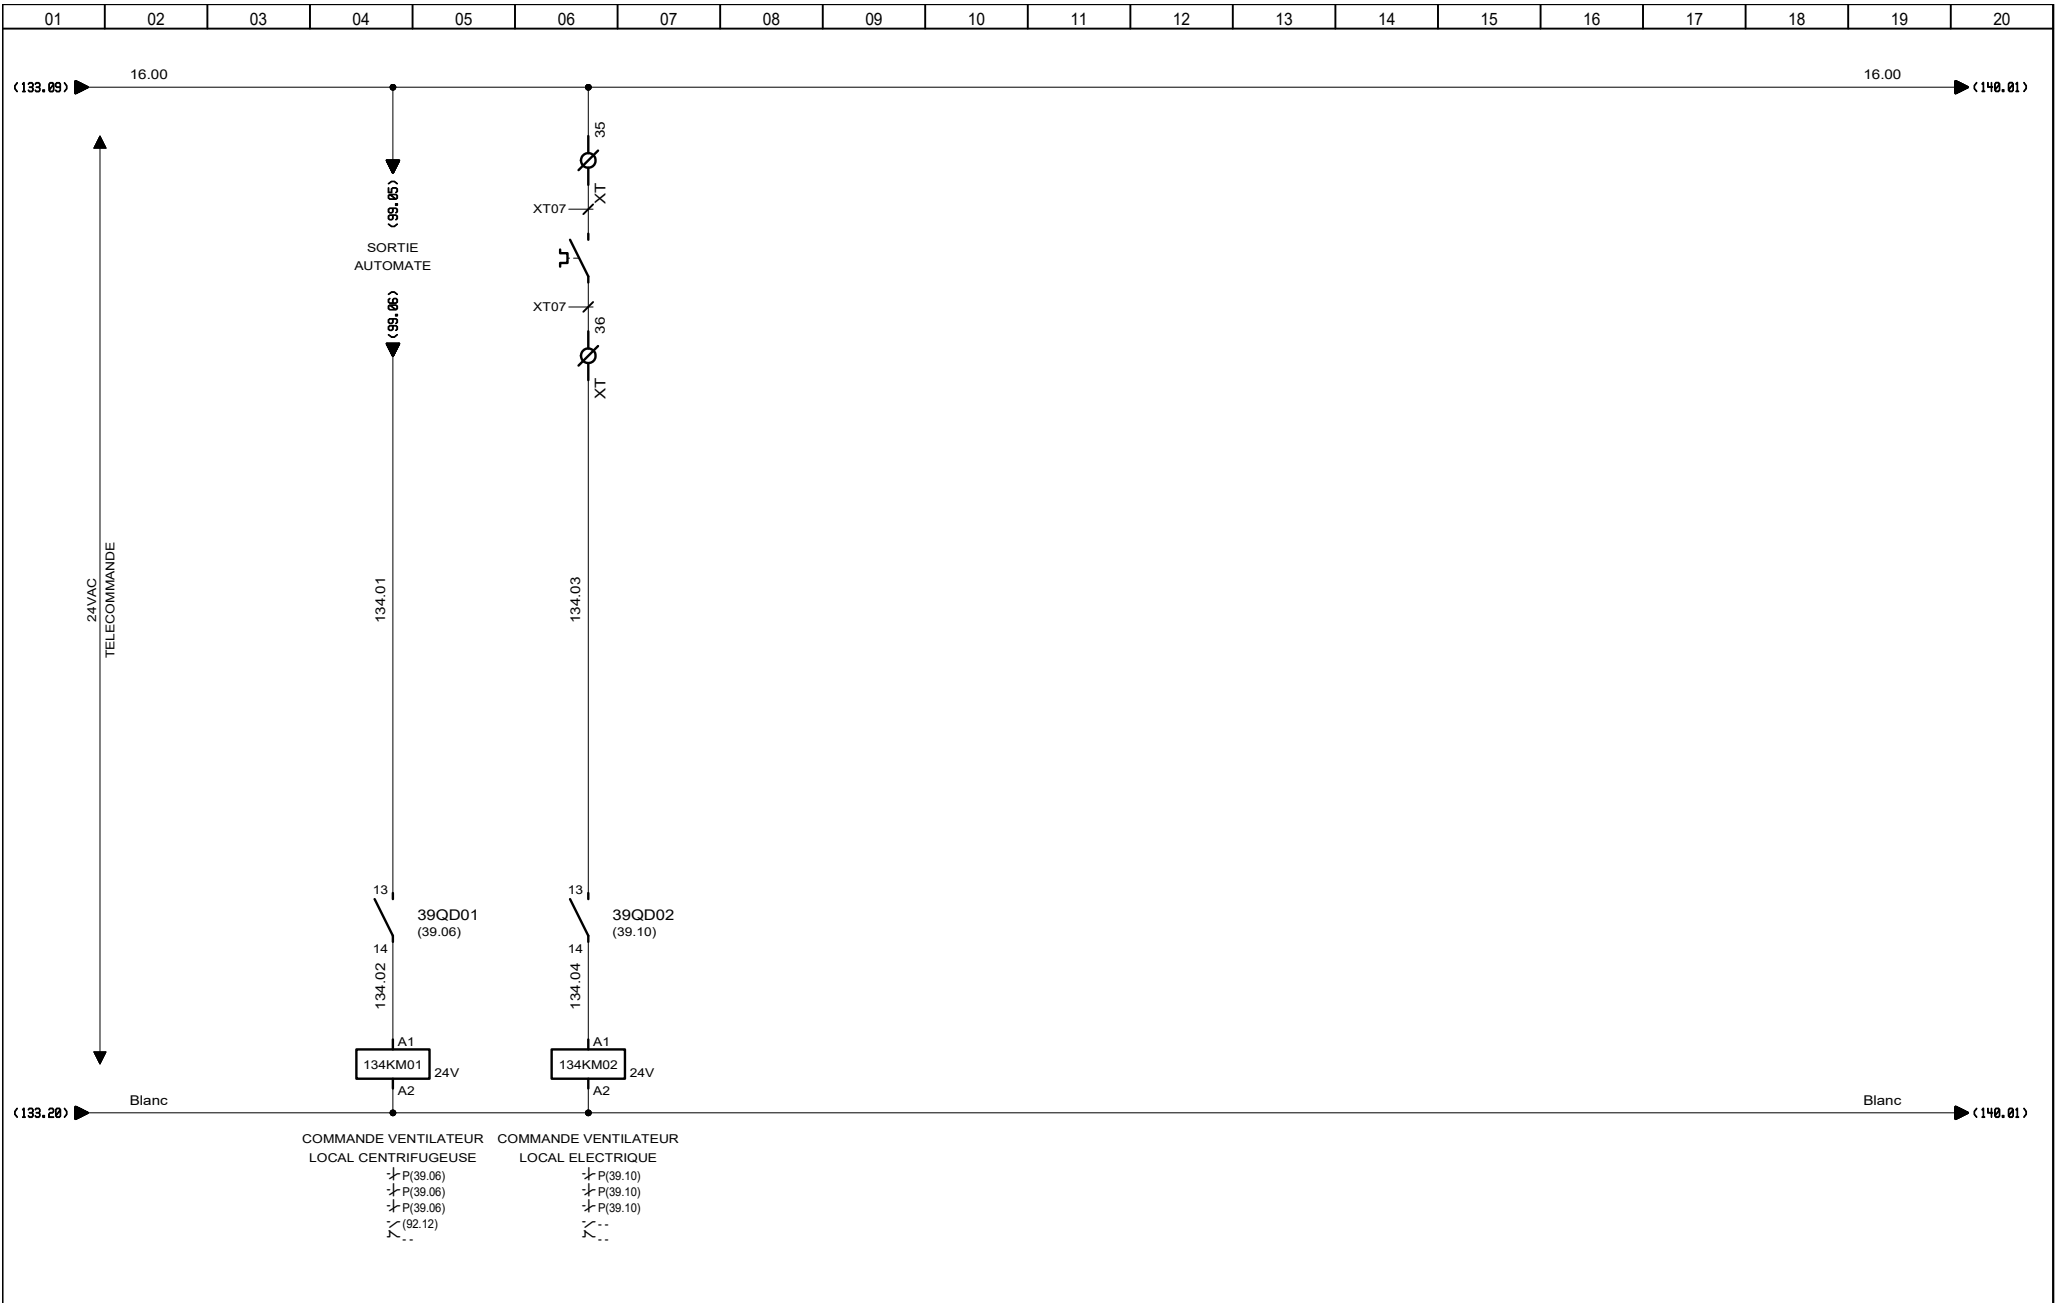 01 02 03 04 05 06 07 08 09 10 11 12 13 14 15 16 17 18 19 20
16.00 16.00
(133.09) (140.01)
35
(99.05)
XT
XT07
SORTIE
AUTOMATE
(99.06)
XT07
36
XT
24VAC
TELECOMMANDE
134.01
134.03
13 13
39QD01 39QD02
(39.06) (39.10)
14 14
134.02
134.04
A1 A1
134KM01 24V 134KM02 24V
A2 A2
Blanc Blanc
(133.20) (140.01)
COMMANDE VENTILATEUR COMMANDE VENTILATEUR
LOCAL CENTRIFUGEUSE LOCAL ELECTRIQUE
P(39.06) P(39.10)
P(39.06) P(39.10)
P(39.06) P(39.10)
(92.12) --
-- --